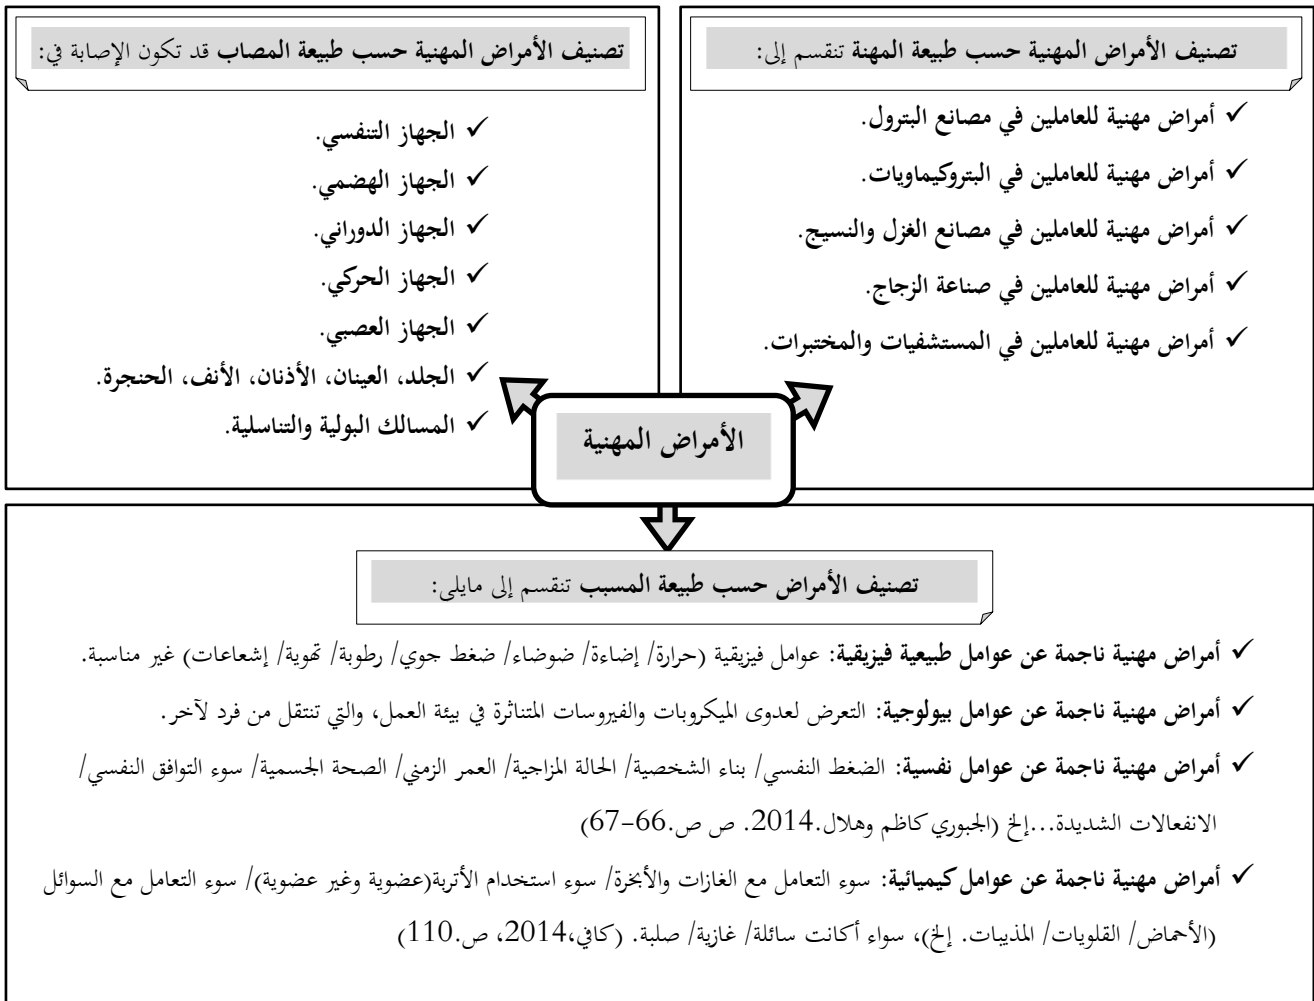 تصنيف الأمراض المهنية حسب طبيعة المهنة تنقسم إلى:
✓ أمراض مهنية للعاملين في مصانع البترول.
✓ أمراض مهنية للعاملين في البتروكيماويات.
✓ أمراض مهنية للعاملين في مصانع الغزل والنسيج.
✓ أمراض مهنية للعاملين في صناعة الزجاج.
✓ أمراض مهنية للعاملين في المستشفيات والمختبرات.
تصنيف الأمراض المهنية حسب طبيعة المصاب قد تكون الإصابة في:
✓ الجهاز التنفسي.
✓ الجهاز الهضمي.
✓ الجهاز الدوراني.
✓ الجهاز الحركي.
✓ الجهاز العصبي.
✓ الجلد، العينان، الأذنان، الأنف، الحنجرة.
✓ المسالك البولية والتناسلية.
الأمراض المهنية
تصنيف الأمراض حسب طبيعة المسبب تنقسم إلى مايلي:
✓ أمراض مهنية ناجمة عن عوامل طبيعية فيزيقية: عوامل فيزيقية (حرارة/ إضاءة/ ضوضاء/ ضغط جوي/ رطوبة/ تهوية/ إشعاعات) غير مناسبة.
✓ أمراض مهنية ناجمة عن عوامل بيولوجية: التعرض لعدوى الميكروبات والفيروسات المتناثرة في بيئة العمل، والتي تنتقل من فرد لآخر.
✓ أمراض مهنية ناجمة عن عوامل نفسية: الضغط النفسي/ بناء الشخصية/ الحالة المزاجية/ العمر الزمني/ الصحة الجسمية/ سوء التوافق النفسي/
الانفعالات الشديدة...إلخ (الجبوري كاظم وهلال.2014. ص ص.66-67)
✓ أمراض مهنية ناجمة عن عوامل كيميائية: سوء التعامل مع الغازات والأبخرة/ سوء استخدام الأتربة(عضوية وغير عضوية)/ سوء التعامل مع السوائل
(الأحماض/ القلويات/ المذيبات. إلخ)، سواء أكانت سائلة/ غازية/ صلبة. (كافي،2014، ص.110)